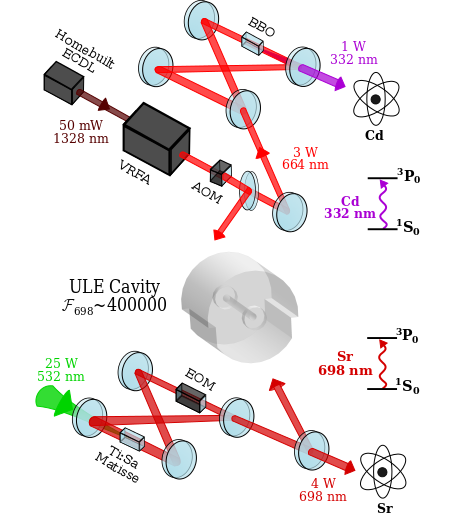 BBO
1 W
332 nm
Homebuilt
ECDL
Cd
50 mW
1328 nm
VRFA
AOM
3 W
664 nm
³P₀
Cd
332 nm
¹S₀
ULE Cavity
ℱ₆₉₈~400000
³P₀
Sr
698 nm
¹S₀
25 W
532 nm
EOM
Ti:Sa
Matisse
4 W
698 nm
Sr